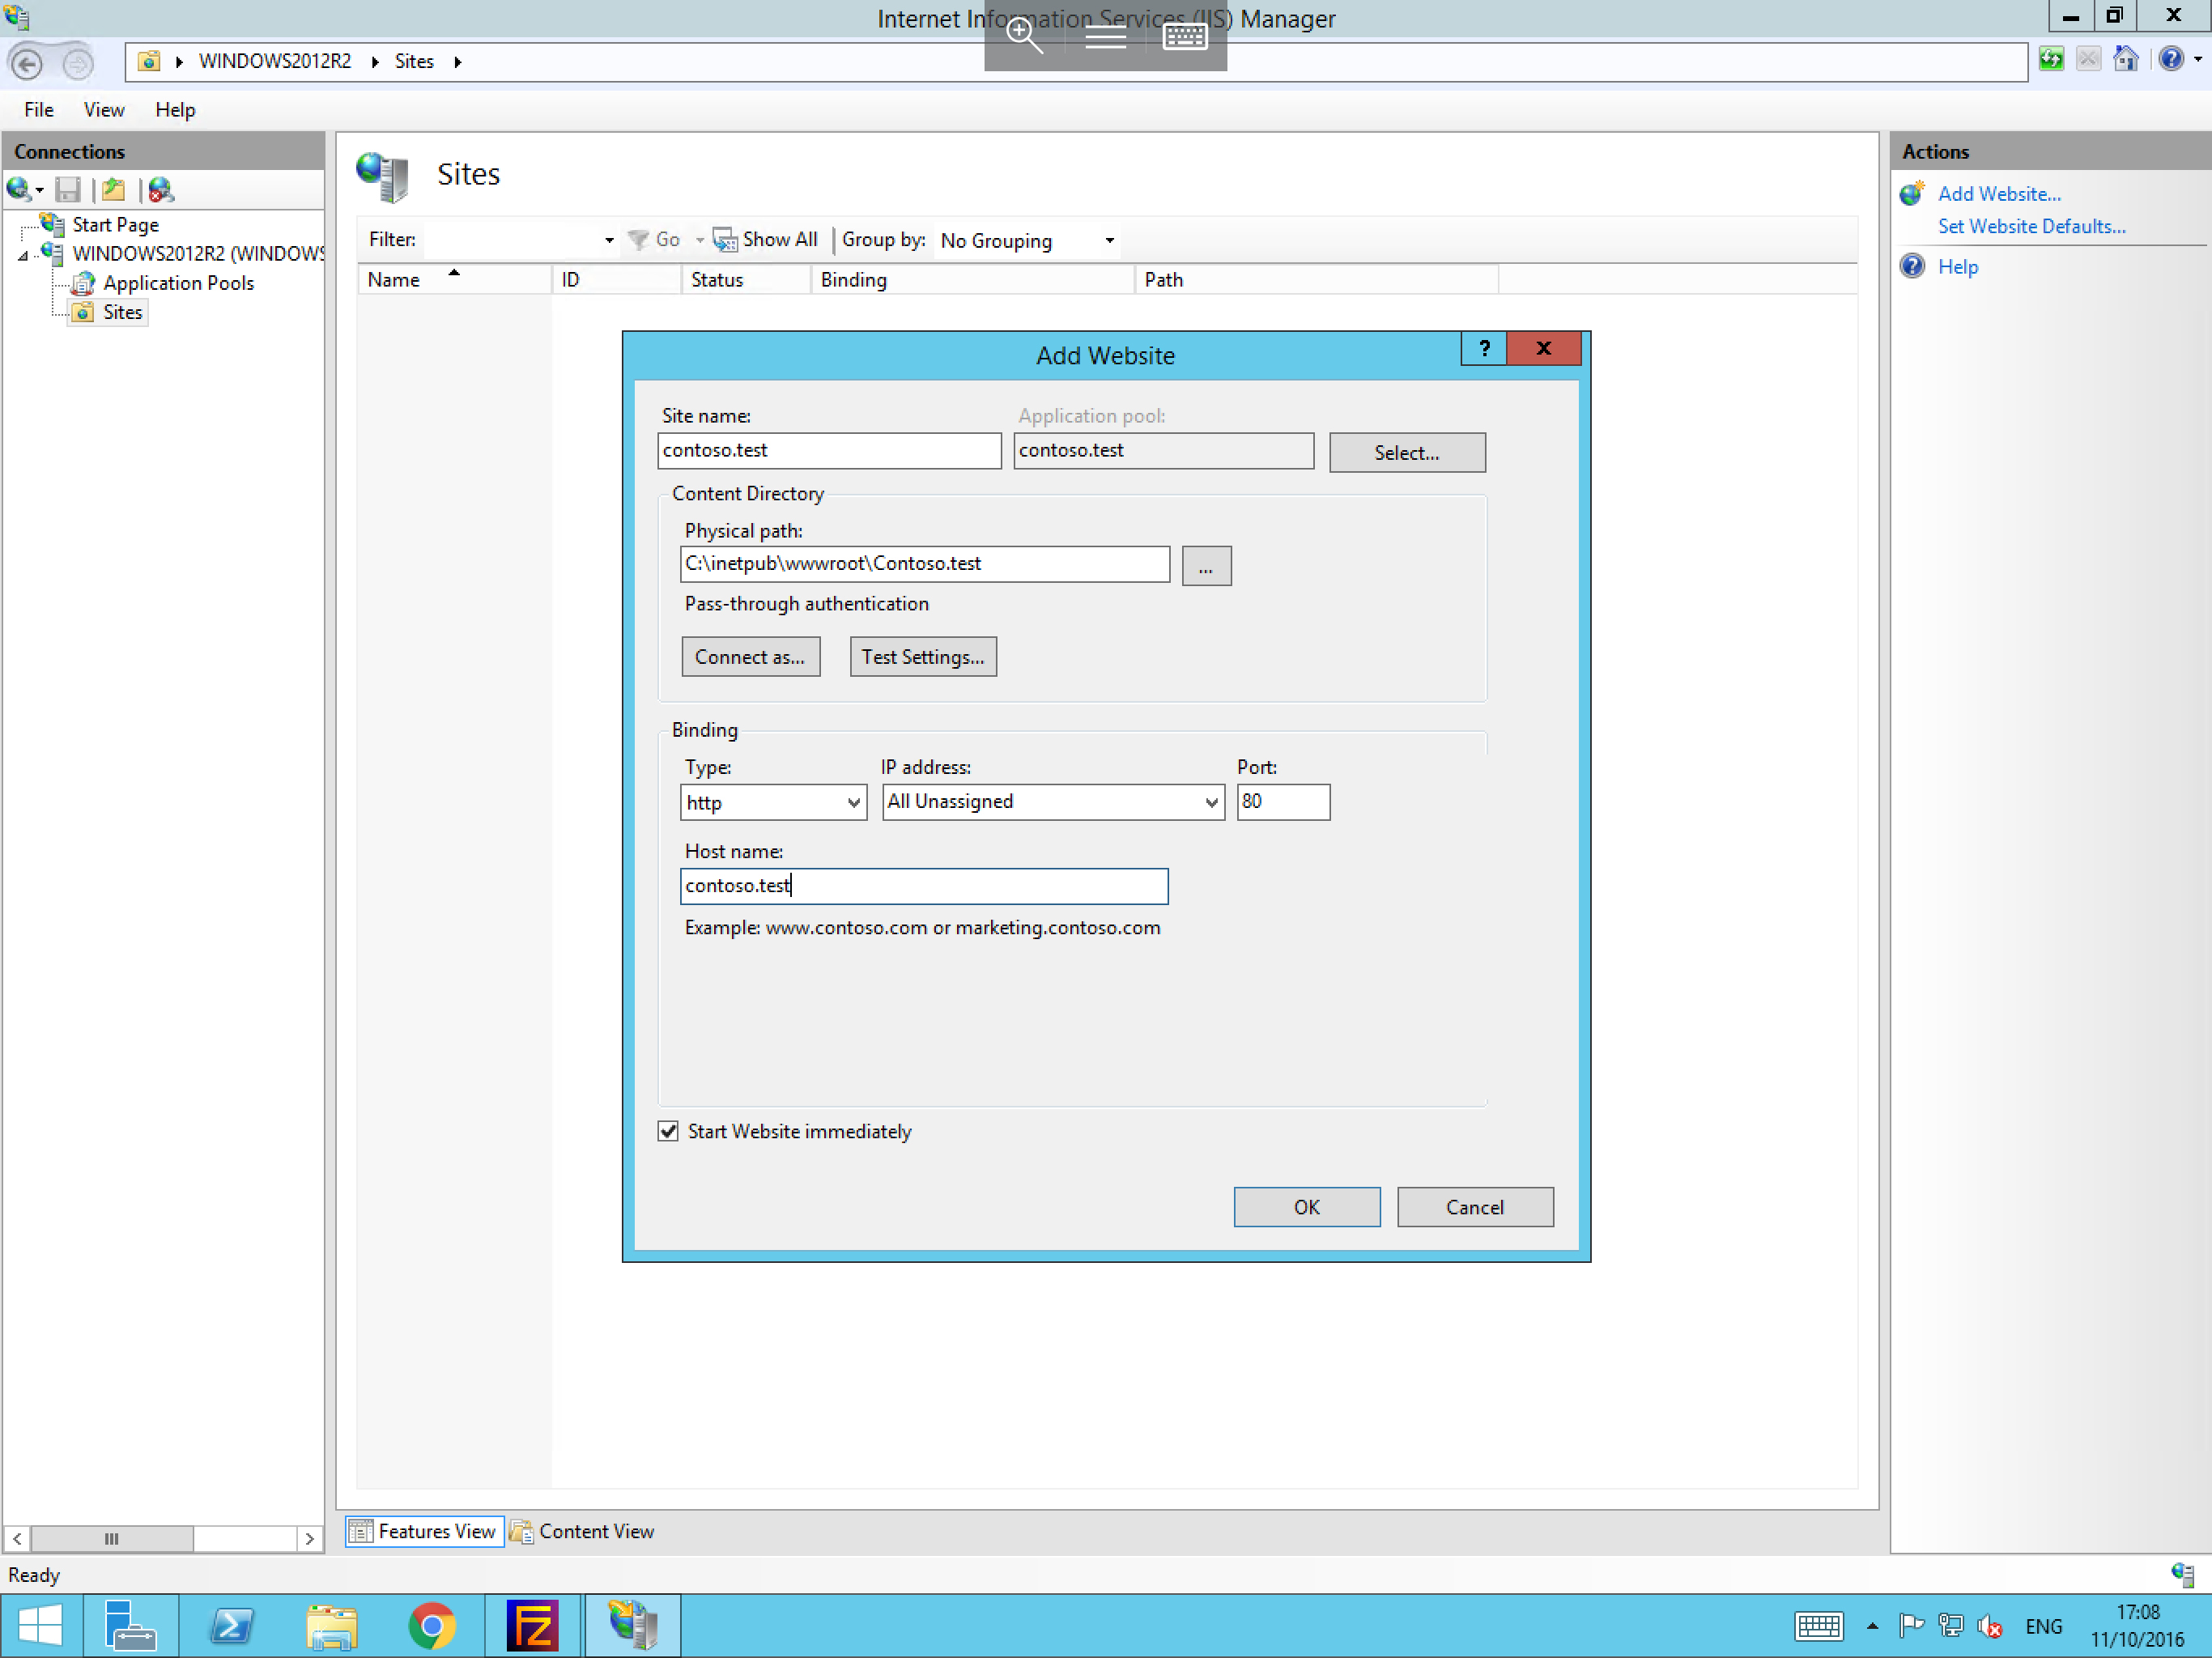 Internet Information Services (IIS) Manager
WINDOWS2012R2 Sites
File View Help
Connections
Start Page
WINDOWS2012R2 (WINDOWS
Application Pools
Sites
Sites
Filter: Go Show All Group by: No Grouping
Name ID Status Binding Path
Actions
Add Website...
Set Website Defaults...
Help
Add Website
?
X
Site name: Application pool:
contoso.test contoso.test Select...
Content Directory
Physical path:
C:\inetpub\wwwroot\Contoso.test ...
Pass-through authentication
Connect as... Test Settings...
Binding
Type: IP address: Port:
http All Unassigned 80
Host name:
contoso.test
Example: www.contoso.com or marketing.contoso.com
Start Website immediately
OK Cancel
Features View Content View
Ready
FZ
ENG
17:08
11/10/2016